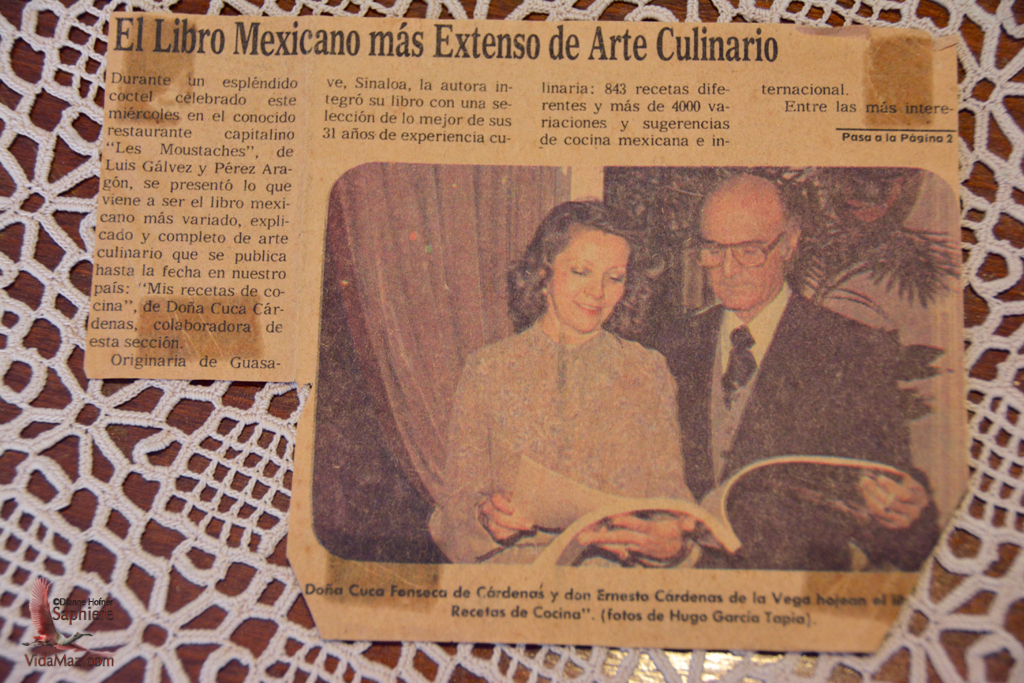 El Libro Mexicano más Extenso de Arte Culinario
Durante un espléndido
coctel celebrado este
miércoles en el conocido
restaurante capitalino
"Les Moustaches", de
Luis Gálvez y Pérez Ara-
gón, se presentó lo que
viene a ser el libro mexi-
cano más variado, expli-
cado y completo de arte
culinario que se publica
hasta la fecha en nuestro
país: "Mis recetas de co-
cina", de Doña Cuca Cár-
denas, colaboradora de
esta sección.
Originaria de Guasa-
ve, Sinaloa, la autora in-
tegró su libro con una se-
lección de lo mejor de sus
31 años de experiencia cu-
linaria: 843 recetas dife-
rentes y más de 4000 va-
riaciones y sugerencias
de cocina mexicana e in-
ternacional.
Entre las más intere-
Pasa a la Página 2
Doña Cuca Fonseca de Cárdenas y don Ernesto Cárdenas de la Vega hojean el
Recetas de Cocina". (fotos de Hugo García Tapia).
©Dianne Hofner
Saphiere
VidaMaz.com